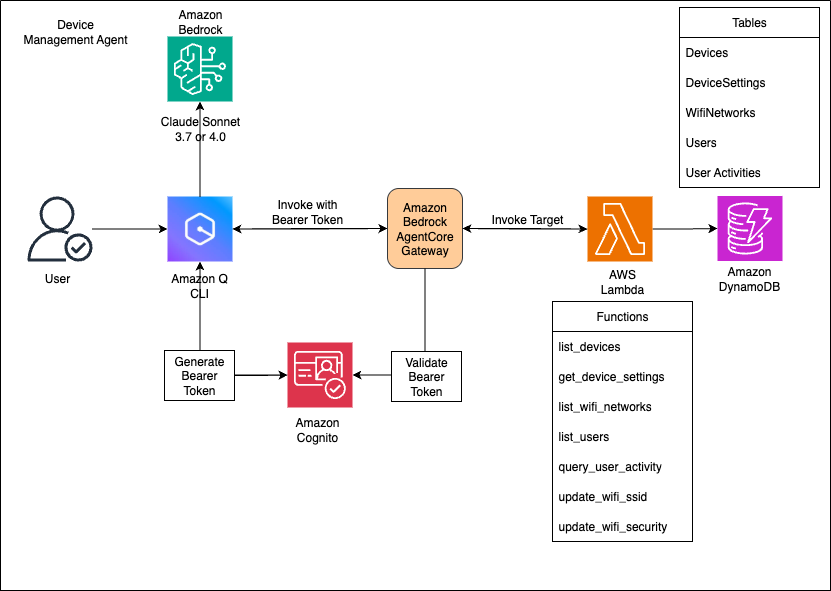 Device
Management Agent
Amazon
Bedrock
Claude Sonnet
3.7 or 4.0
Tables
Devices
DeviceSettings
WifiNetworks
Users
User Activities
User
Amazon Q
CLI
Invoke with
Bearer Token
Amazon
Bedrock
AgentCore
Gateway
Invoke Target
AWS
Lambda
Amazon
DynamoDB
Generate
Bearer
Token
Amazon
Cognito
Validate
Bearer
Token
Functions
list_devices
get_device_settings
list_wifi_networks
list_users
query_user_activity
update_wifi_ssid
update_wifi_security